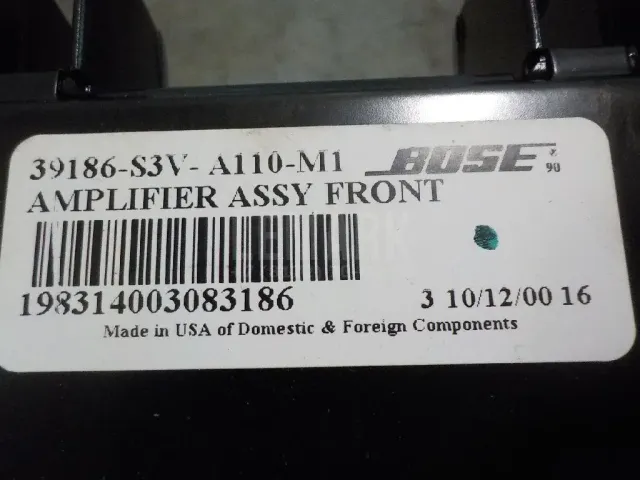 39186-S3V- A110-M1 BOSE 90
AMPLIFIER ASSY FRONT
198314003083186 3 10/12/00 16
Made in USA of Domestic & Foreign Components